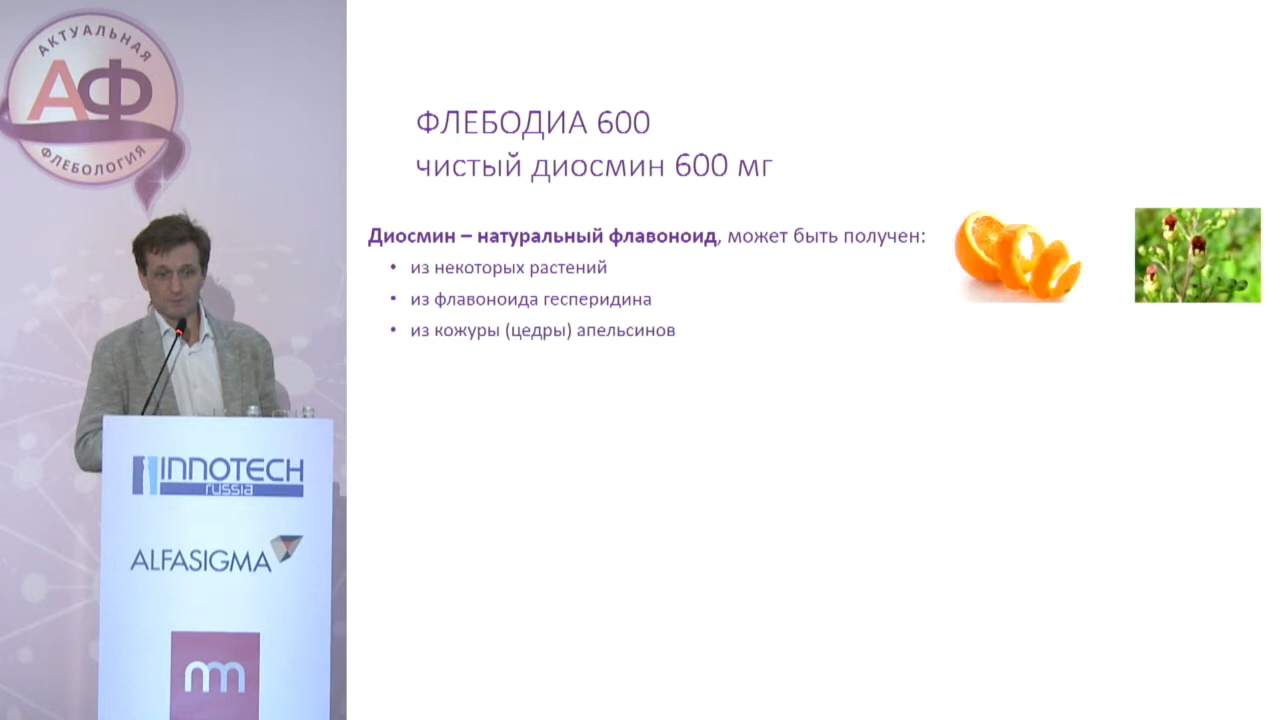 АКТУАЛЬНАЯ
АФ
ФЛЕБОЛОГИЯ
ФЛЕБОДИА 600
чистый диосмин 600 мг
Диосмин – натуральный флавоноид, может быть получен:
• из некоторых растений
• из флавоноида гесперидина
• из кожуры (цедры) апельсинов
INNOTECH
russia
ALFASIGMA